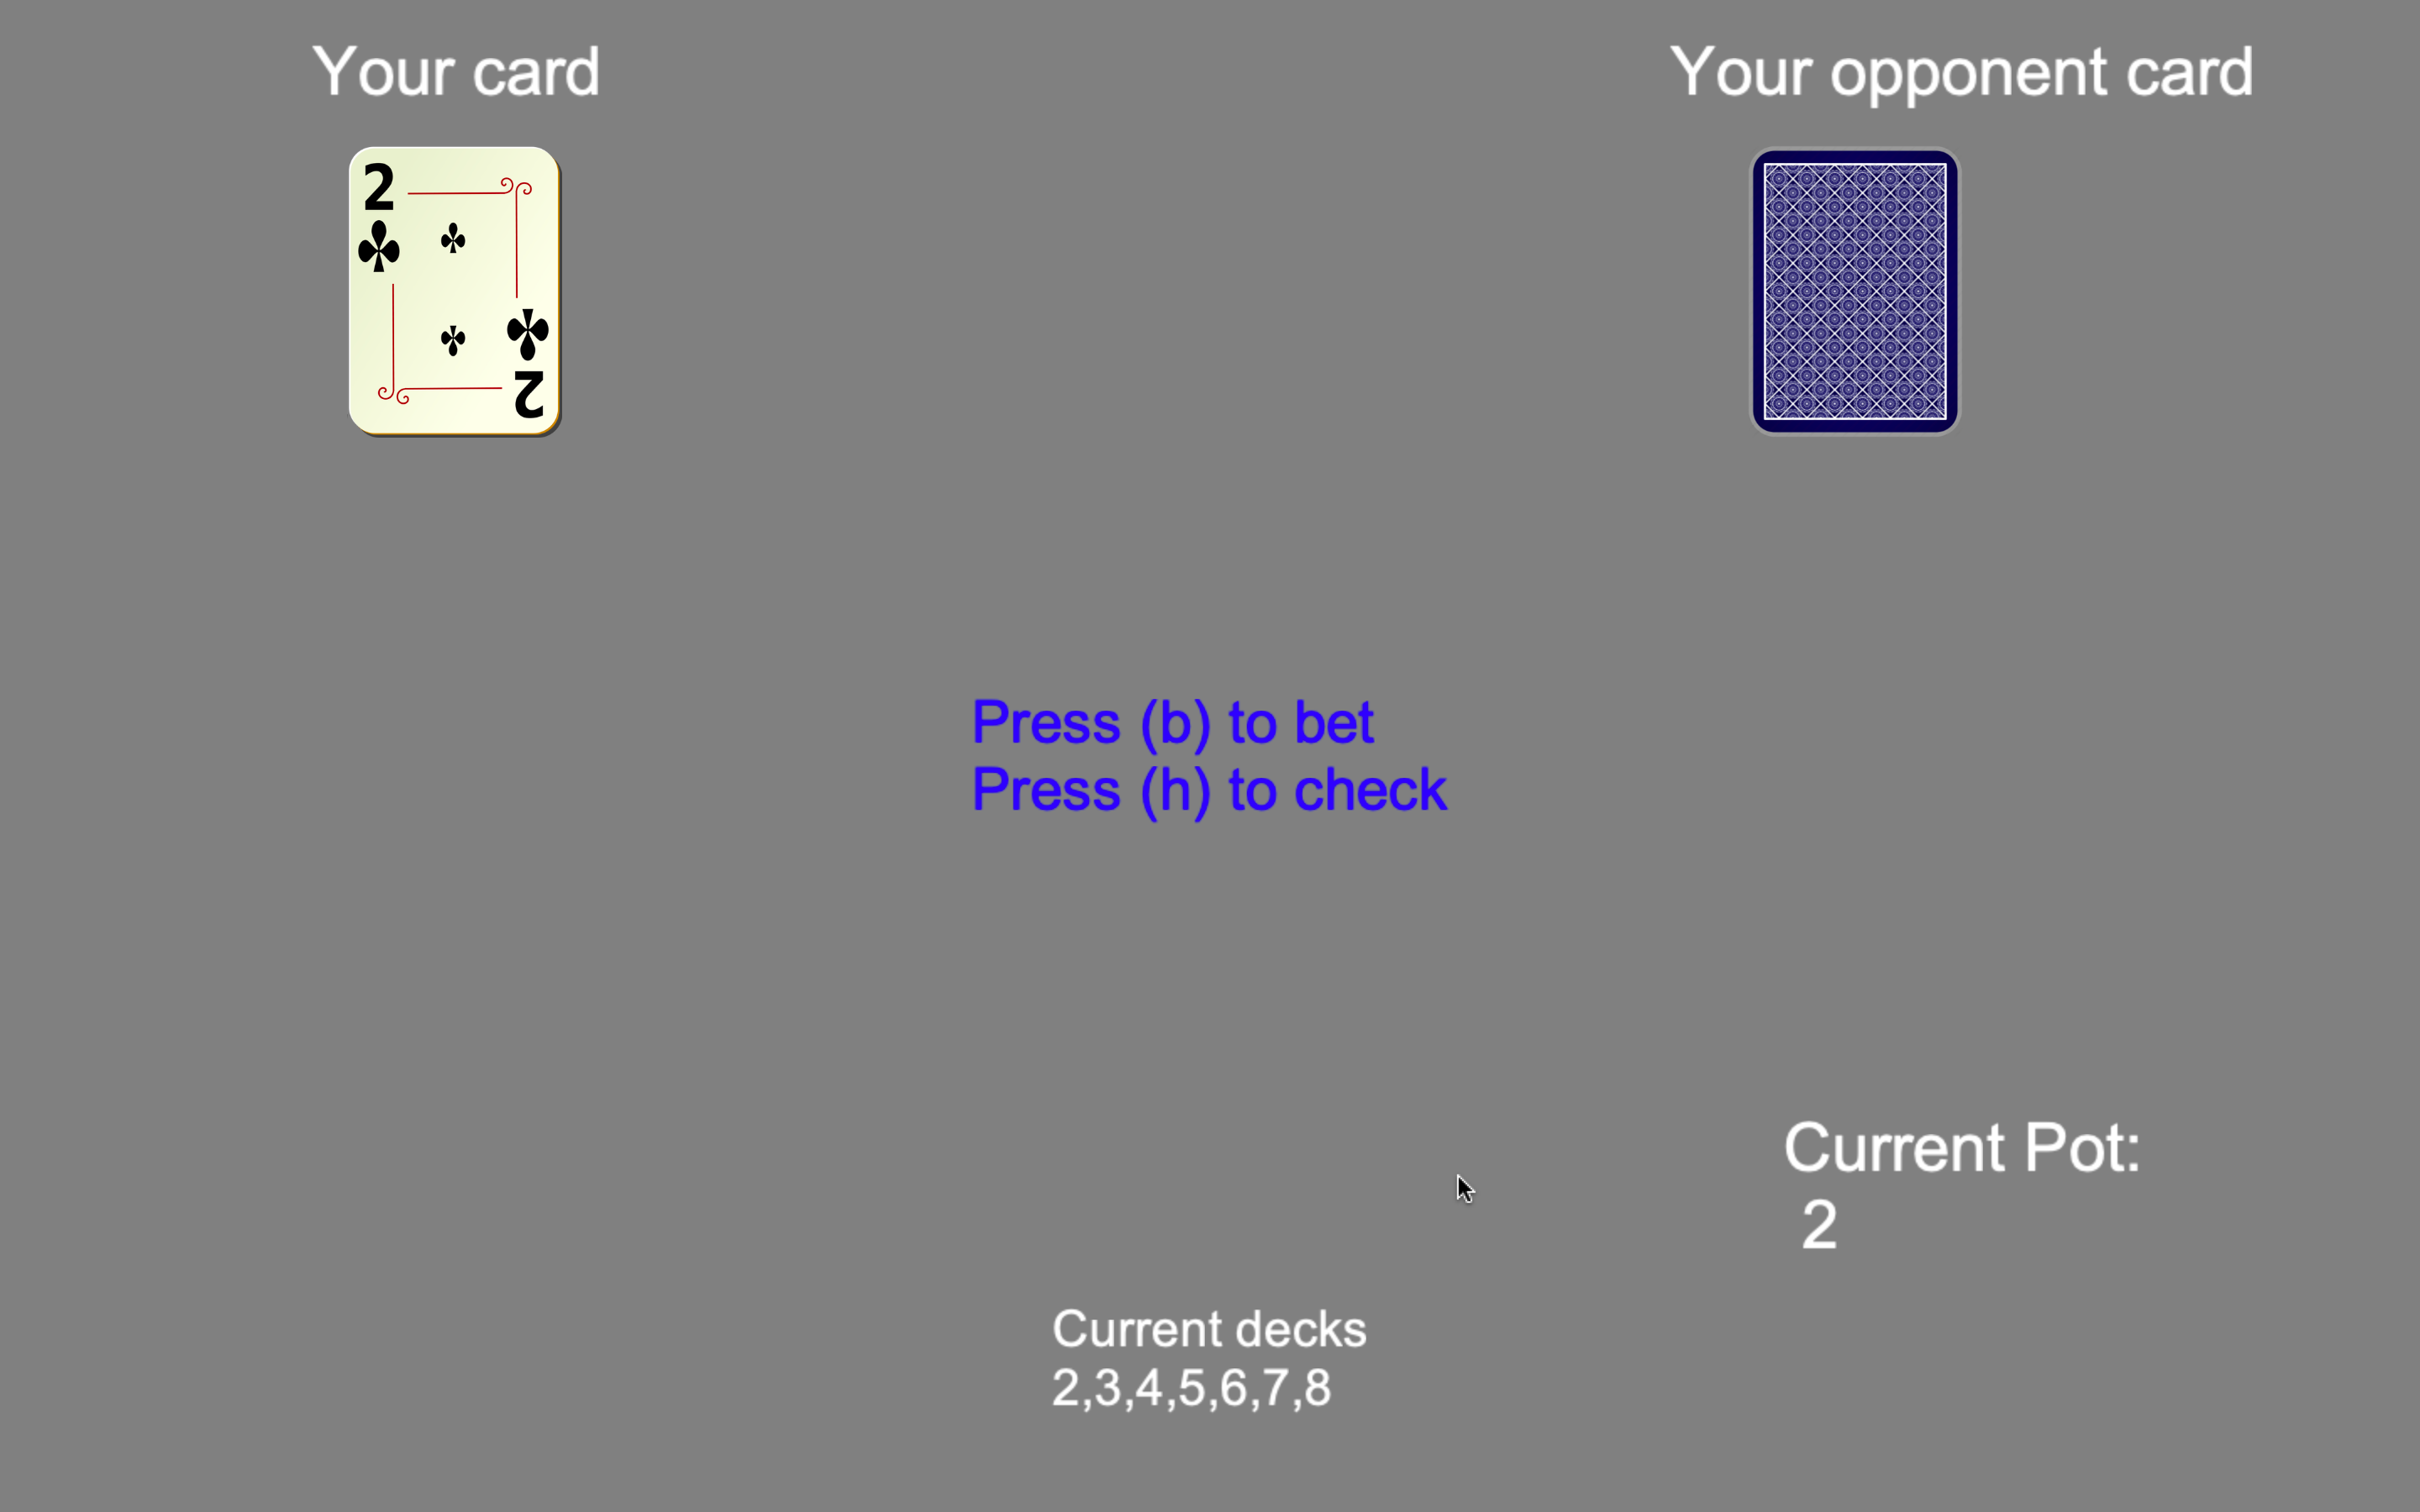 Your card
Your opponent card
2
2
Press (b) to bet
Press (h) to check
Current Pot:
2
Current decks
2,3,4,5,6,7,8